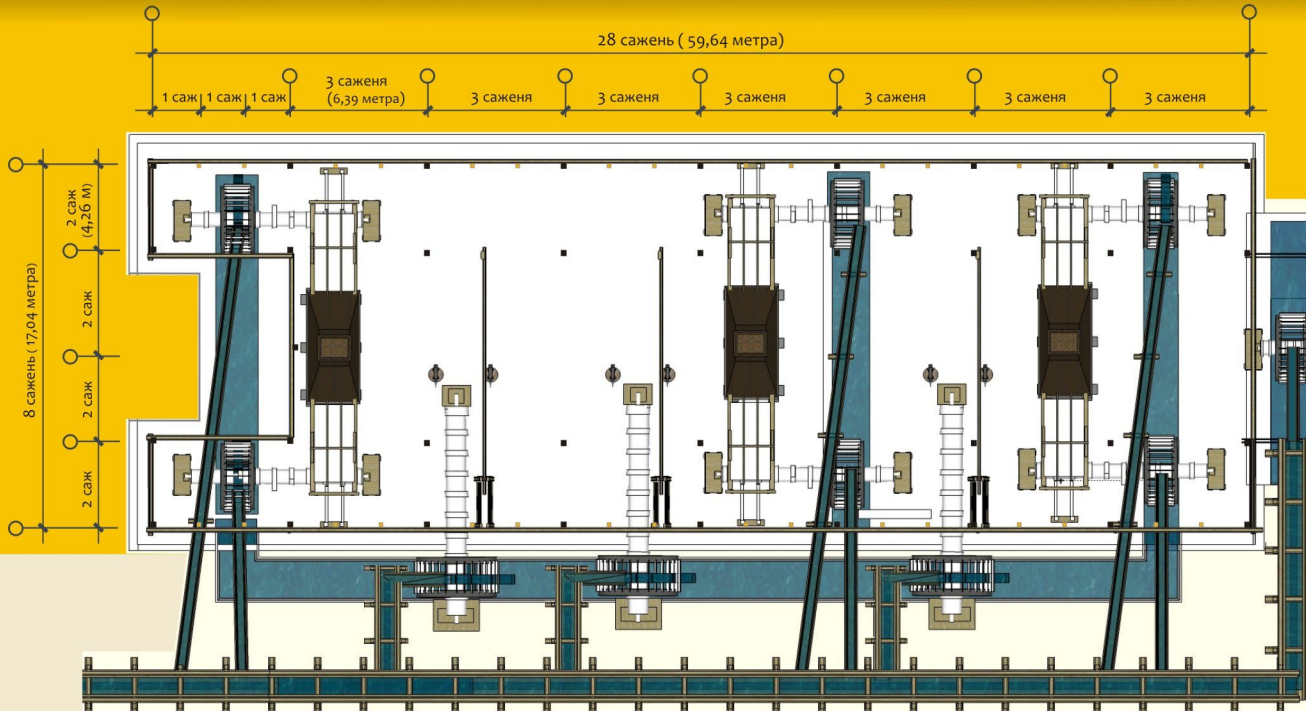 28 сажень ( 59,64 метра)
1 саж 1 саж 1 саж
3 саженя
(6,39 метра)
3 саженя
3 саженя
3 саженя
3 саженя
3 саженя
3 саженя
8 сажень ( 17,04 метра)
2 саж
(4,26 м)
2 саж
2 саж
2 саж